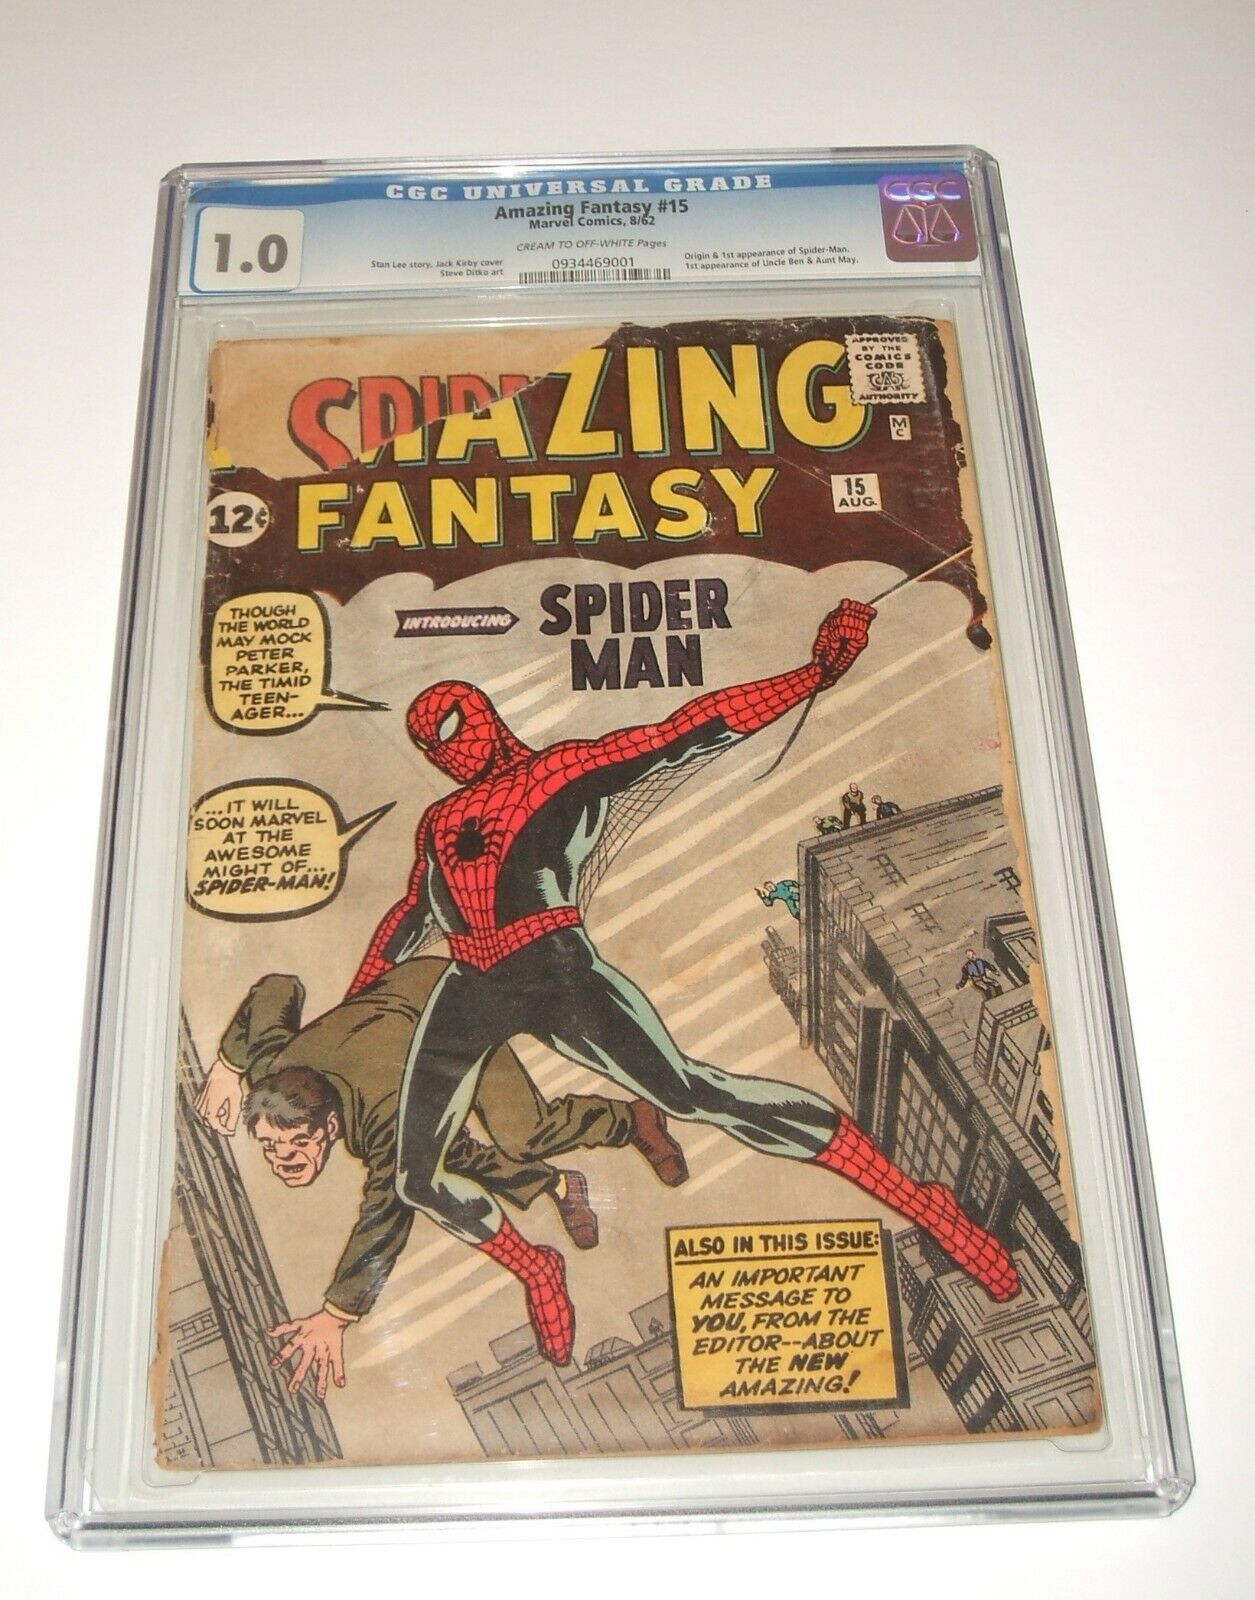 CGC UNIVERSAL GRADE
1.0
Amazing Fantasy #15
Marvel Comics, 8/62
CREAM TO OFF-WHITE Pages
Stan Lee story, Jack Kirby cover
Steve Ditko art
0934469001
Origin & 1st appearance of Spider-Man.
1st appearance of Uncle Ben & Aunt May.
CGC
APPROVED
BY THE
COMICS
CODE
AUTHORITY
SPID
AZING
MC
12¢
FANTASY
15
AUG.
INTRODUCING
SPIDER
MAN
THOUGH
THE WORLD
MAY MOCK
PETER
PARKER,
THE TIMID
TEEN-
AGER...
...IT WILL
SOON MARVEL
AT THE
AWESOME
MIGHT OF...
SPIDER-MAN!
ALSO IN THIS ISSUE:
AN IMPORTANT
MESSAGE TO
YOU, FROM THE
EDITOR--ABOUT
THE NEW
AMAZING!